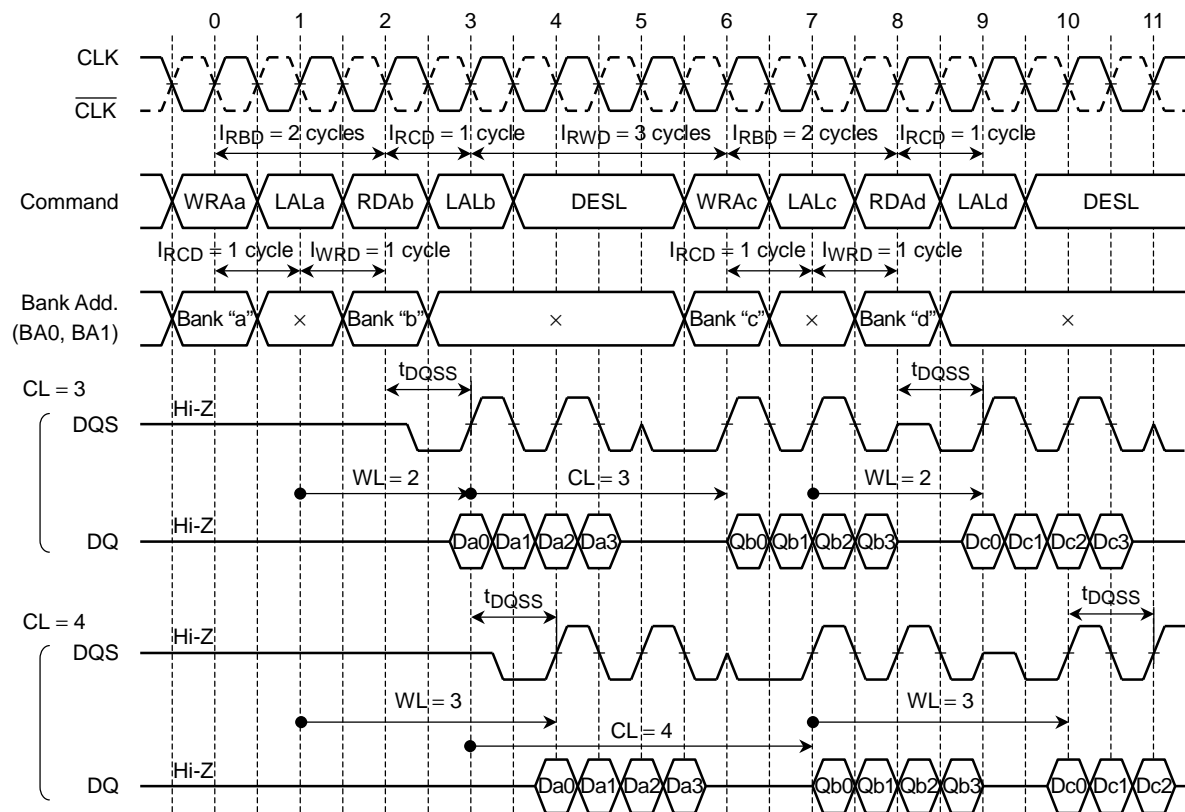 0 1 2 3 4 5 6 7 8 9 10 11
CLK
CLK
IRBD = 2 cycles IRCD = 1 cycle IRWD = 3 cycles IRBD = 2 cycles IRCD = 1 cycle
Command WRAa LALa RDAb LALb DESL WRAc LALc RDAd LALd DESL
IRCD = 1 cycle IWRD = 1 cycle IRCD = 1 cycle IWRD = 1 cycle
Bank Add.
(BA0, BA1)
Bank “a” × Bank “b” × Bank “c” × Bank “d” ×
tDQSS tDQSS
CL = 3
DQS Hi-Z
WL = 2 CL = 3 WL = 2
DQ Hi-Z Da0 Da1 Da2 Da3 Qb0 Qb1 Qb2 Qb3 Dc0 Dc1 Dc2 Dc3
tDQSS tDQSS
CL = 4
DQS Hi-Z
WL = 3 WL = 3
CL = 4
DQ Hi-Z Da0 Da1 Da2 Da3 Qb0 Qb1 Qb2 Qb3 Dc0 Dc1 Dc2